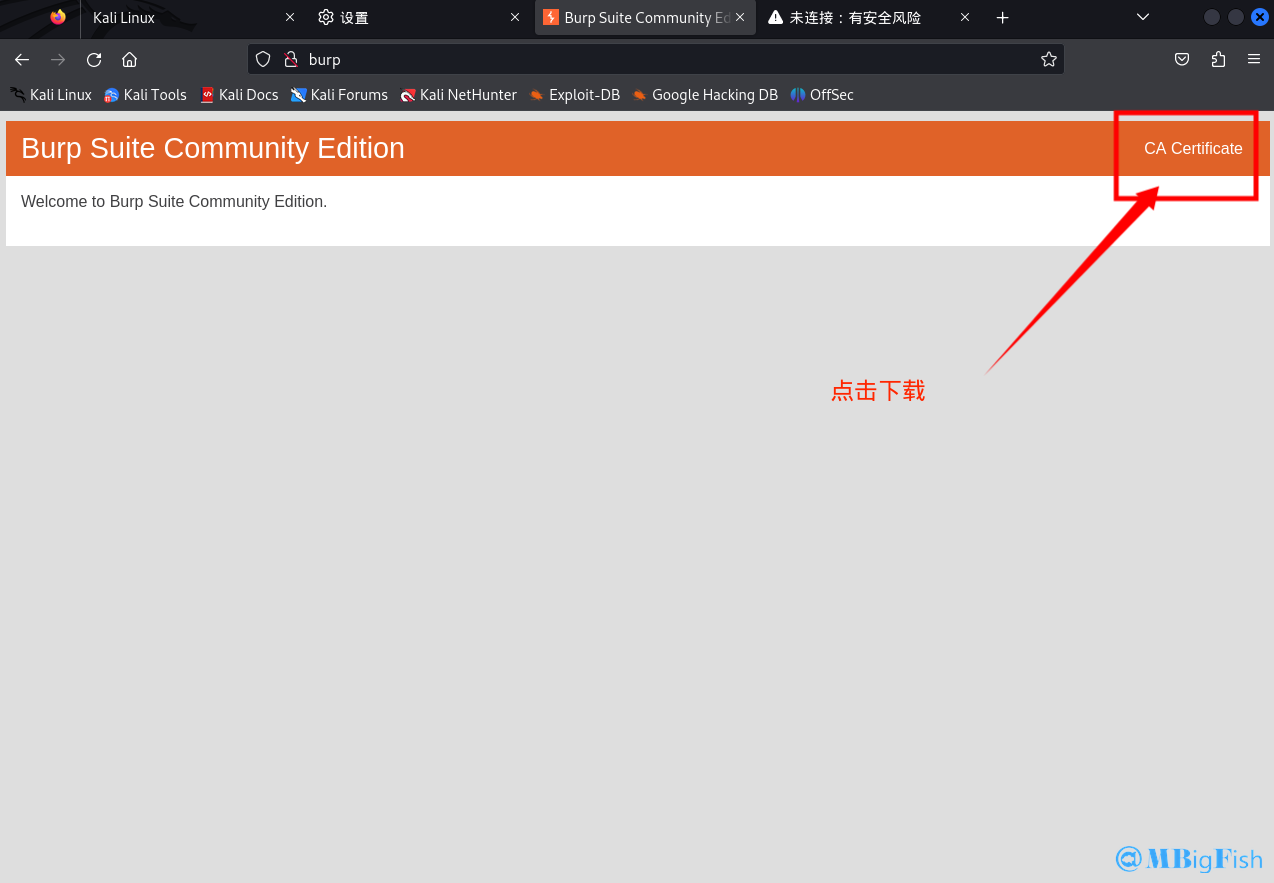 Kali Linux 设置 Burp Suite Community Ed 未连接：有安全风险
burp
Kali Linux Kali Tools Kali Docs Kali Forums Kali NetHunter Exploit-DB Google Hacking DB OffSec
Burp Suite Community Edition CA Certificate
Welcome to Burp Suite Community Edition.
点击下载
@MBigFish